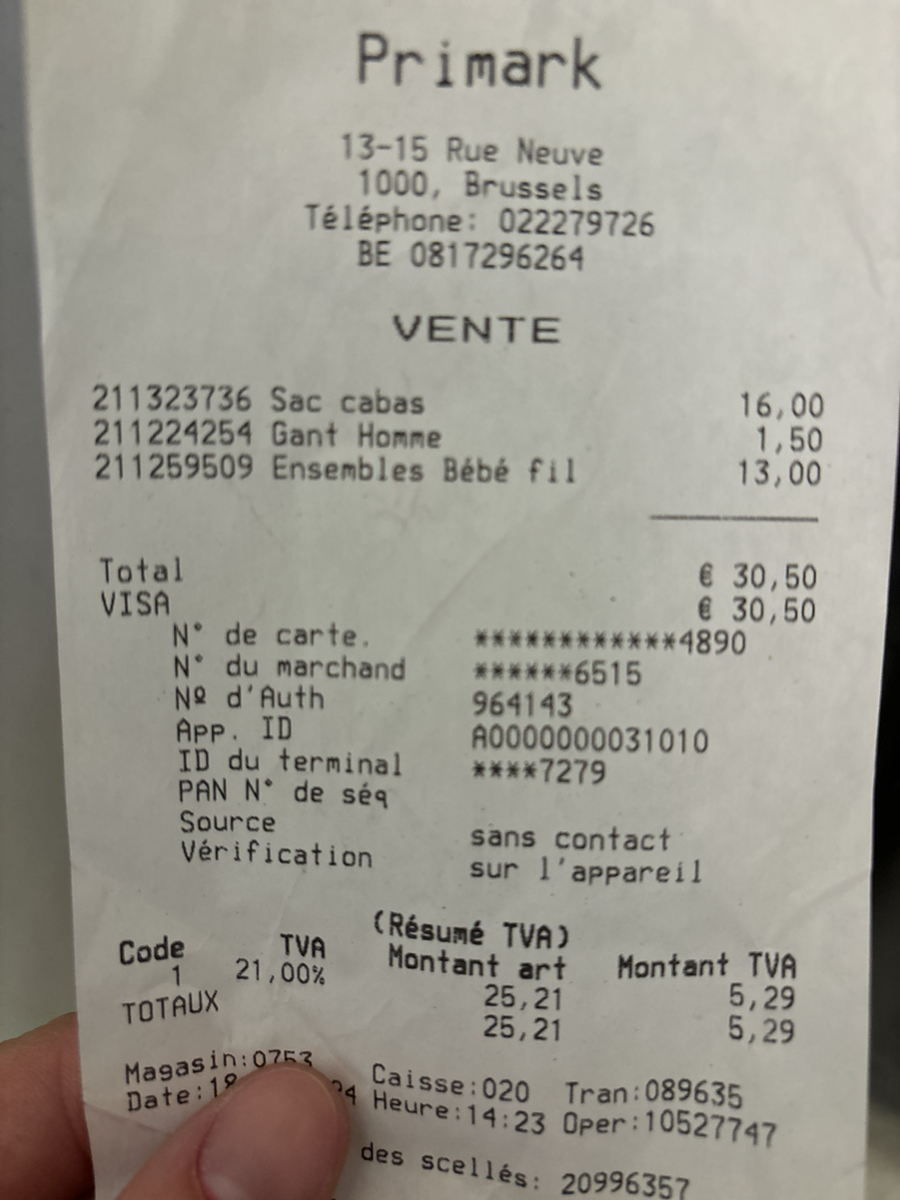 Primark
13-15 Rue Neuve
1000, Brussels
Téléphone: 022279726
BE 0817296264
VENTE
211323736 Sac cabas 16,00
211224254 Gant Homme 1,50
211259509 Ensembles Bébé fil 13,00
Total € 30,50
VISA € 30,50
N° de carte. ************4890
N° du marchand ******6515
Nº d'Auth 964143
App. ID A0000000031010
ID du terminal ****7279
PAN N° de séq
Source sans contact
Vérification sur l'appareil
(Résumé TVA)
Code TVA Montant art Montant TVA
1 21,00% 25,21 5,29
TOTAUX 25,21 5,29
Magasin:0753 Caisse:020 Tran:089635
Date: Heure:14:23 Oper:10527747
des scellés: 20996357